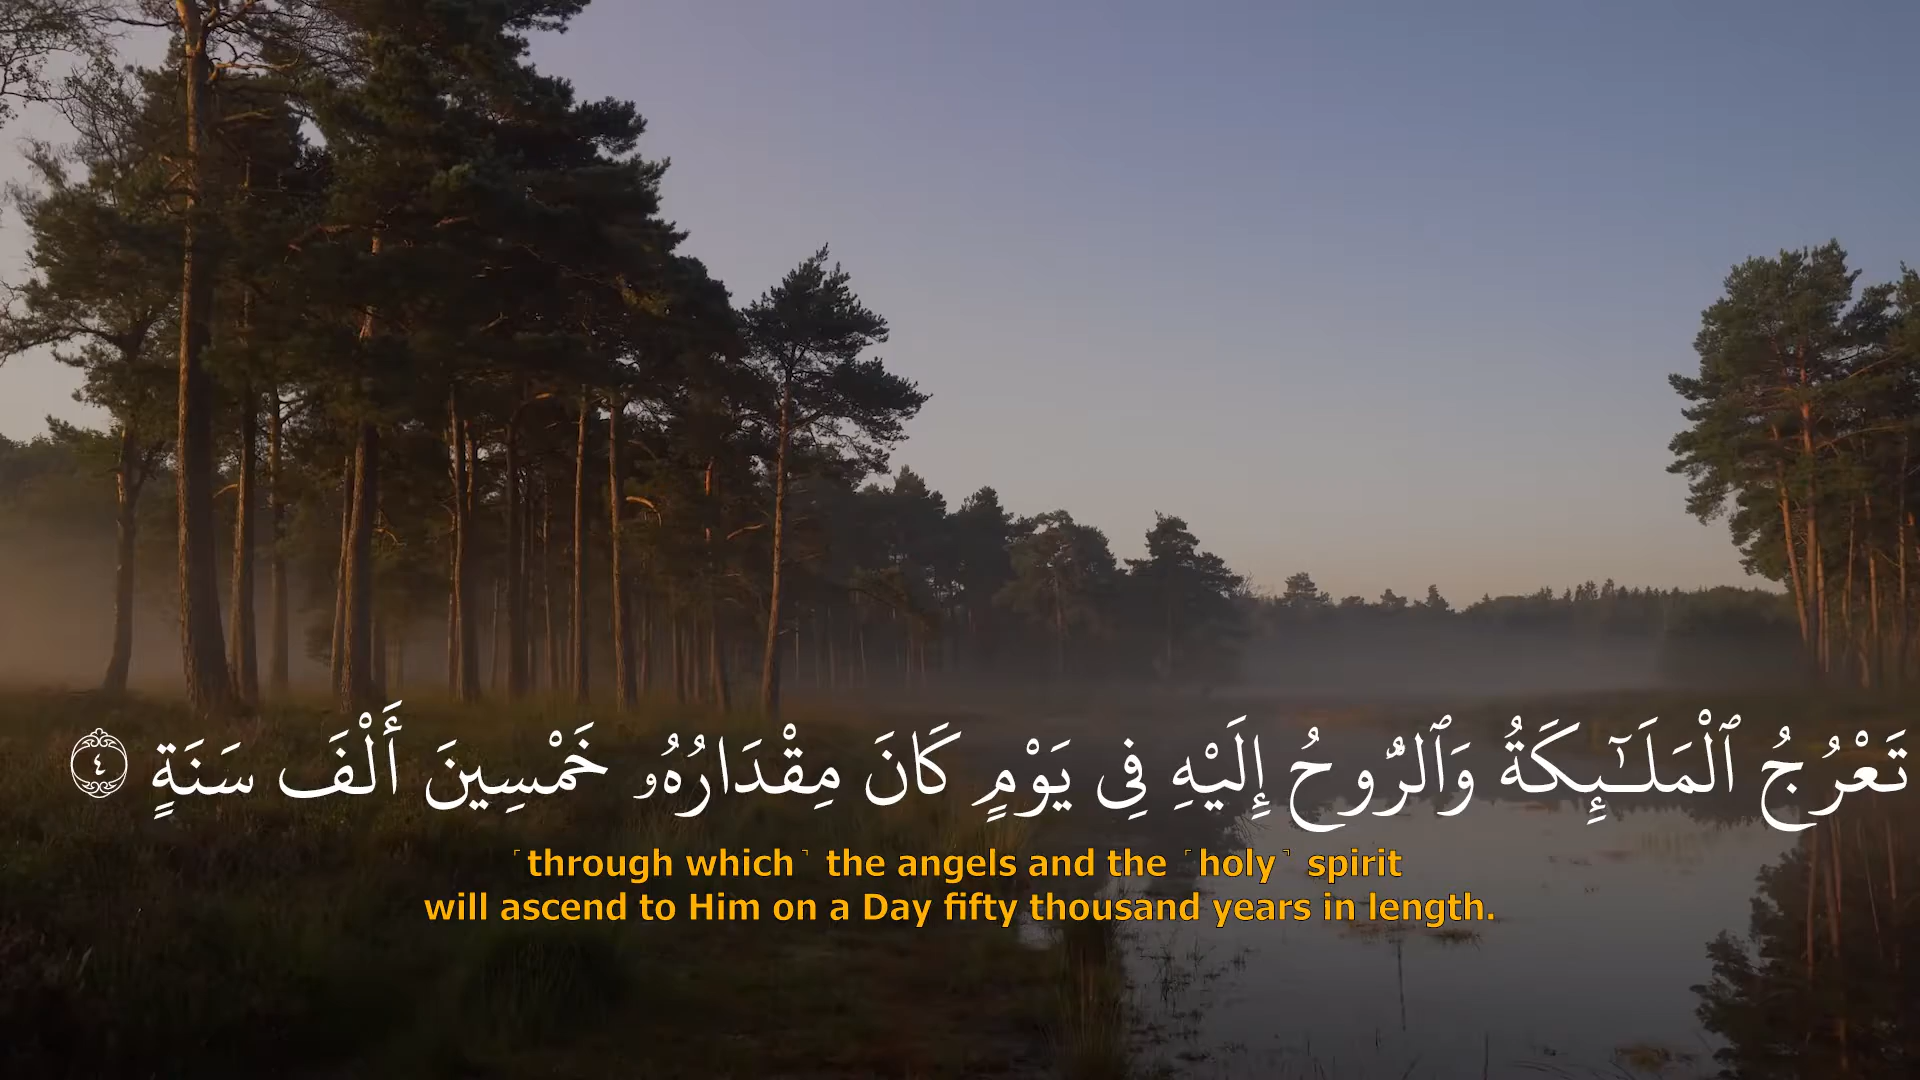 تَعْرُجُ ٱلْمَلَـٰٓئِكَةُ وَٱلرُّوحُ إِلَيْهِ فِى يَوْمٍ كَانَ مِقْدَارُهُۥ خَمْسِينَ أَلْفَ سَنَةٍ ٤
˹through which˺ the angels and the ˹holy˺ spirit
will ascend to Him on a Day fifty thousand years in length.